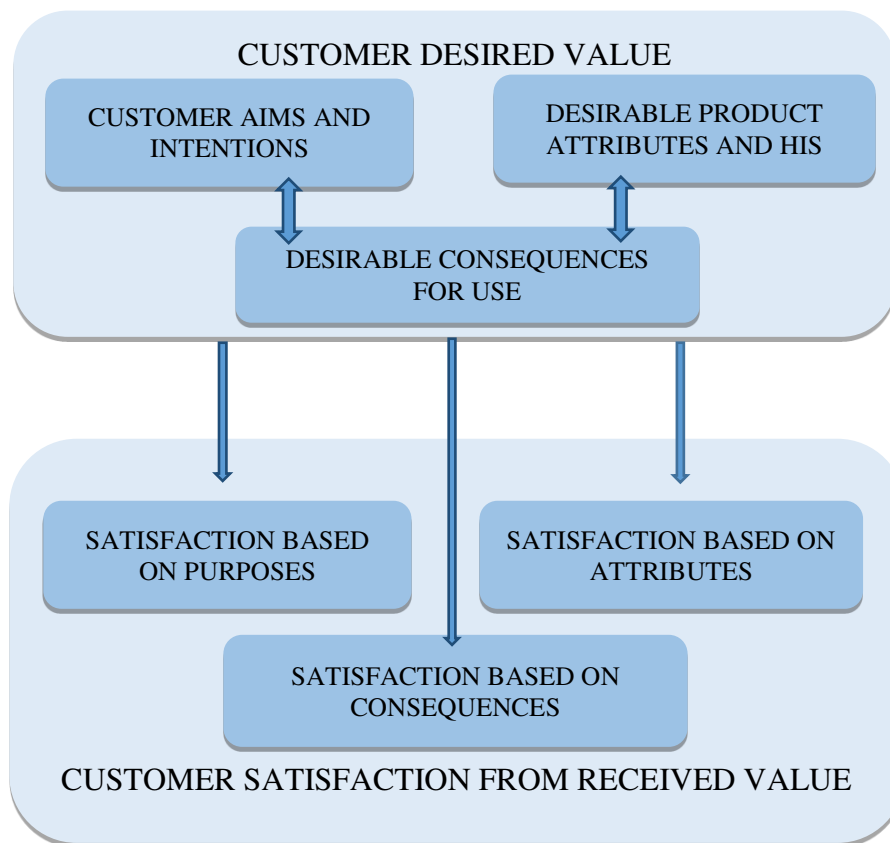 CUSTOMER DESIRED VALUE
CUSTOMER AIMS AND
INTENTIONS
DESIRABLE PRODUCT
ATTRIBUTES AND HIS
DESIRABLE CONSEQUENCES
FOR USE
SATISFACTION BASED
ON PURPOSES
SATISFACTION BASED ON
ATTRIBUTES
SATISFACTION BASED ON
CONSEQUENCES
CUSTOMER SATISFACTION FROM RECEIVED VALUE